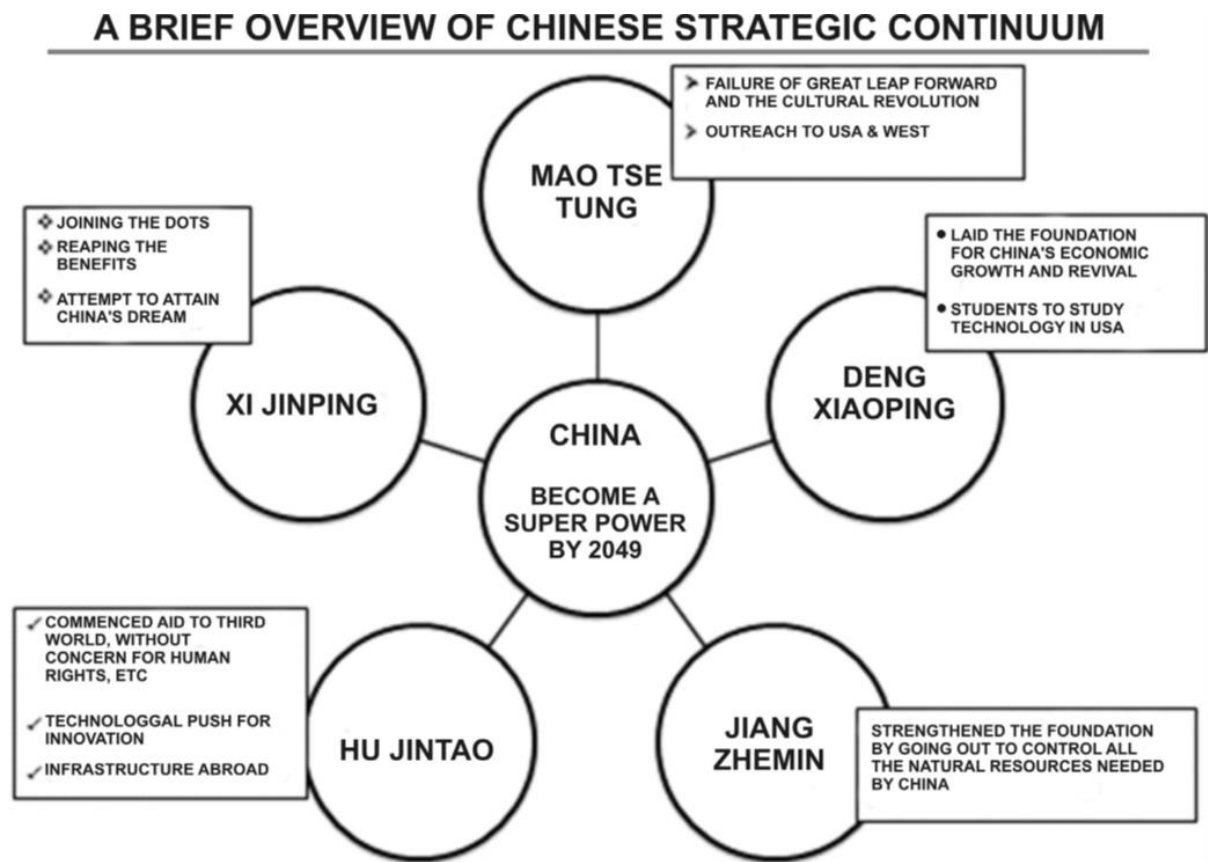 A BRIEF OVERVIEW OF CHINESE STRATEGIC CONTINUUM
FAILURE OF GREAT LEAP FORWARD
AND THE CULTURAL REVOLUTION
OUTREACH TO USA & WEST
MAO TSE
TUNG
LAID THE FOUNDATION
FOR CHINA'S ECONOMIC
GROWTH AND REVIVAL
STUDENTS TO STUDY
TECHNOLOGY IN USA
DENG
XIAOPING
JOINING THE DOTS
REAPING THE
BENEFITS
ATTEMPT TO ATTAIN
CHINA'S DREAM
XI JINPING
CHINA
BECOME A
SUPER POWER
BY 2049
COMMENCED AID TO THIRD
WORLD, WITHOUT
CONCERN FOR HUMAN
RIGHTS, ETC
TECHNOLOGGAL PUSH FOR
INNOVATION
INFRASTRUCTURE ABROAD
HU JINTAO
JIANG
ZHEMIN
STRENGTHENED THE FOUNDATION
BY GOING OUT TO CONTROL ALL
THE NATURAL RESOURCES NEEDED
BY CHINA